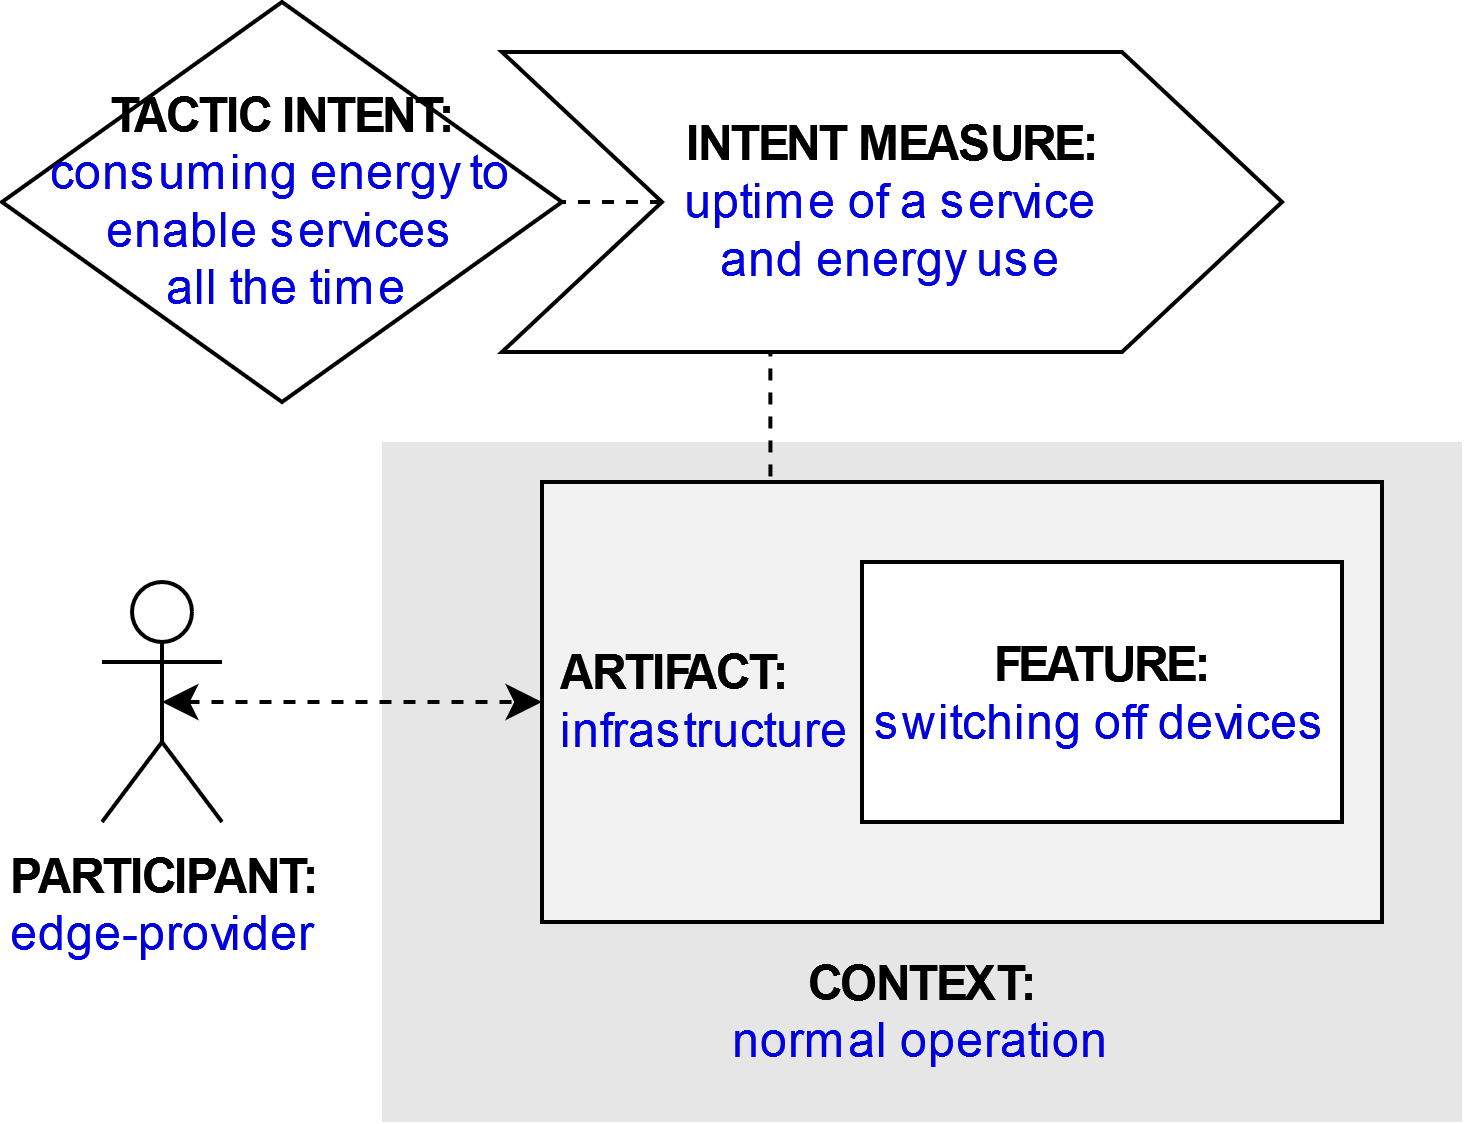 TACTIC INTENT:
consuming energy to
enable services
all the time
INTENT MEASURE:
uptime of a service
and energy use
ARTIFACT:
infrastructure
FEATURE:
switching off devices
PARTICIPANT:
edge-provider
CONTEXT:
normal operation